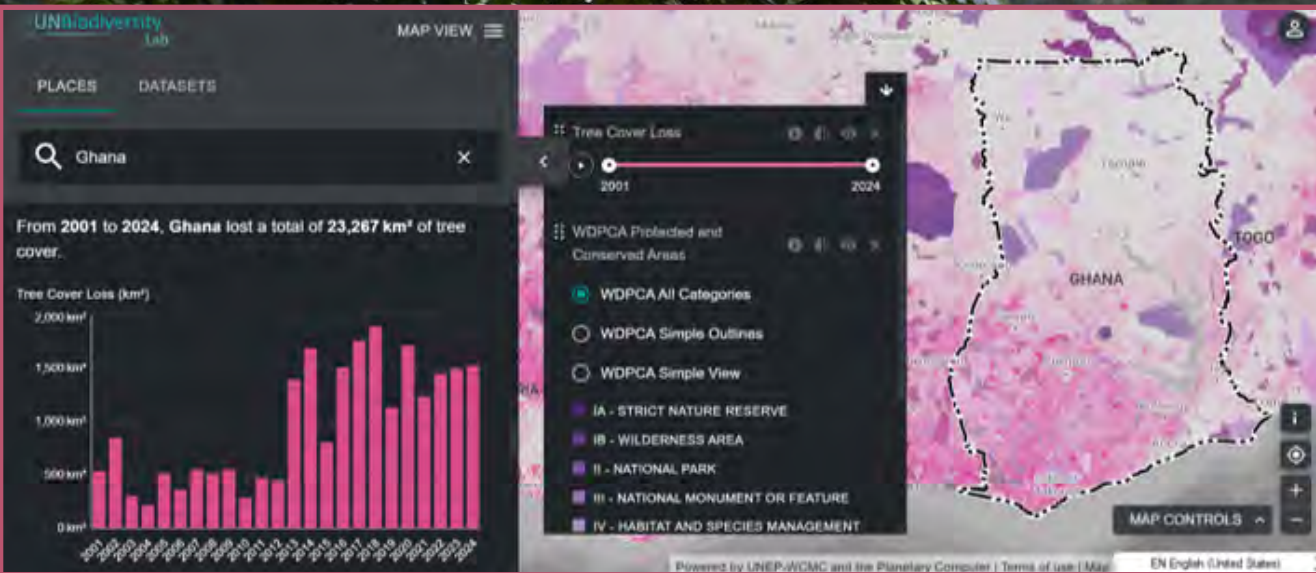 UNBiodiversity
Lab
MAP VIEW
PLACES
DATASETS
Ghana
From 2001 to 2024, Ghana lost a total of 23,267 km² of tree
cover.
Tree Cover Loss (km²)
2,000 km²
1,500 km²
1,000 km²
500 km²
0 km²
2001
2002
2003
2004
2005
2006
2007
2008
2009
2010
2011
2012
2013
2014
2015
2016
2017
2018
2019
2020
2021
2022
2023
2024
Tree Cover Loss
2001
2024
WDPCA Protected and
Conserved Areas
WDPCA All Categories
WDPCA Simple Outlines
WDPCA Simple View
IA - STRICT NATURE RESERVE
IB - WILDERNESS AREA
II - NATIONAL PARK
III - NATIONAL MONUMENT OR FEATURE
IV - HABITAT AND SPECIES MANAGEMENT
Wa
Tamale
TOGO
GHANA
MAP CONTROLS
Powered by UNEP-WCMC and the Planetary Computer | Terms of use | Map
EN English (United States)